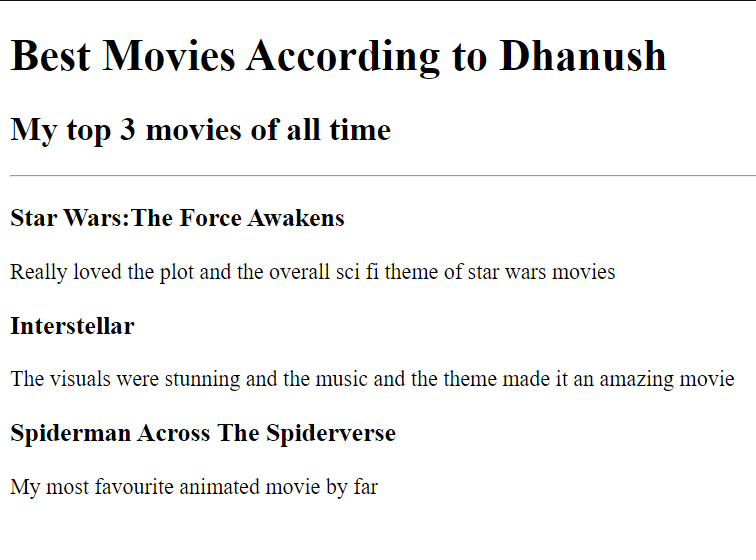 Best Movies According to Dhanush
My top 3 movies of all time
Star Wars:The Force Awakens
Really loved the plot and the overall sci fi theme of star wars movies
Interstellar
The visuals were stunning and the music and the theme made it an amazing movie
Spiderman Across The Spiderverse
My most favourite animated movie by far